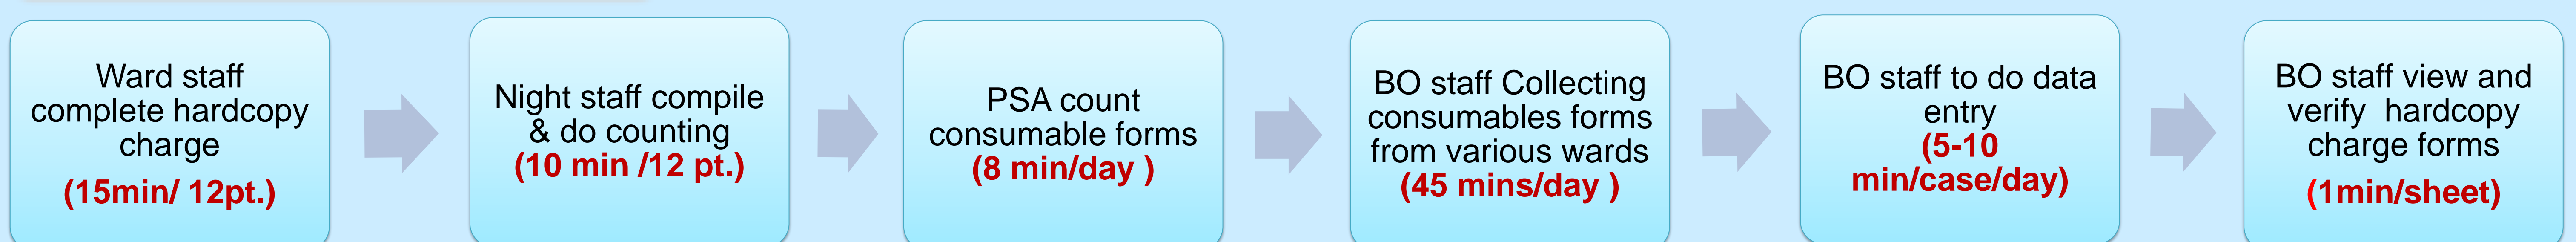 Ward staff
complete hardcopy
charge
(15min/ 12pt.)
Night staff compile
& do counting
(10 min /12 pt.)
PSA count
consumable forms
(8 min/day )
BO staff Collecting
consumables forms
from various wards
(45 mins/day )
BO staff to do data
entry
(5-10
min/case/day)
BO staff view and
verify  hardcopy
charge forms
(1min/sheet)